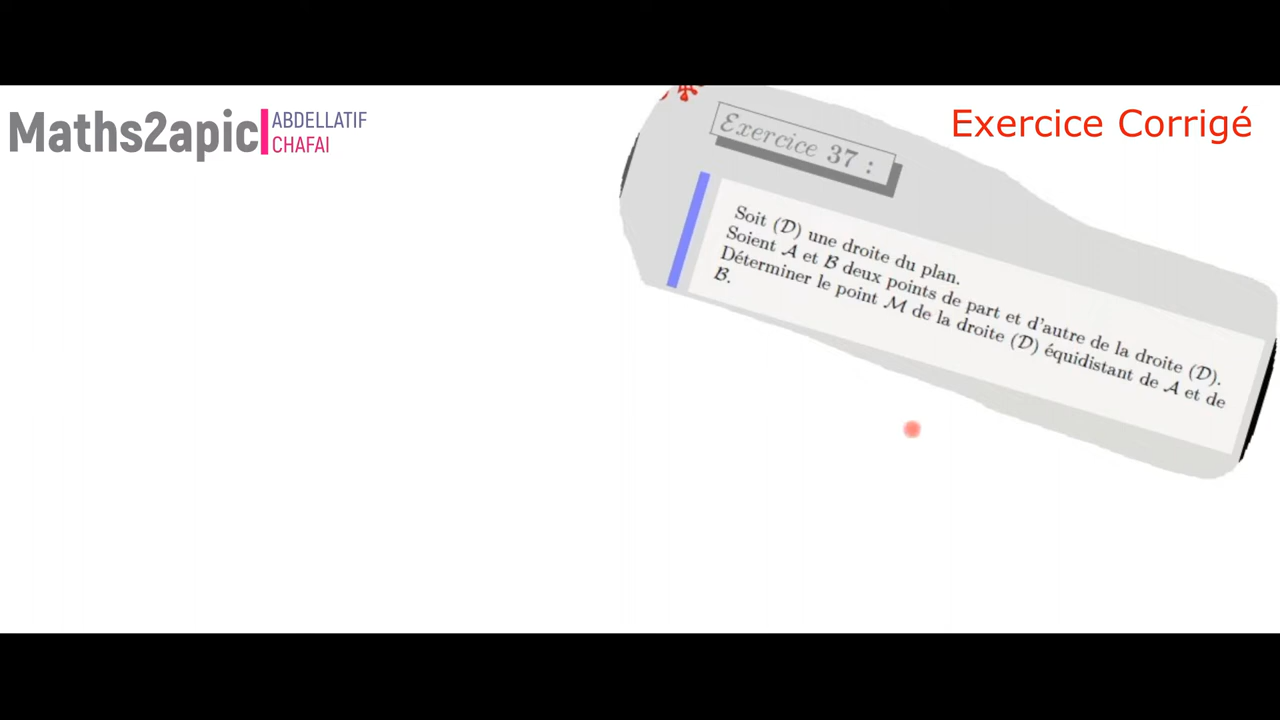 Maths2apic
ABDELLATIF
CHAFAI
Exercice Corrigé
Exercice 37 :
Soit (D) une droite du plan.
Soient A et B deux points de part et d'autre de la droite (D).
Déterminer le point M de la droite (D) équidistant de A et de
B.